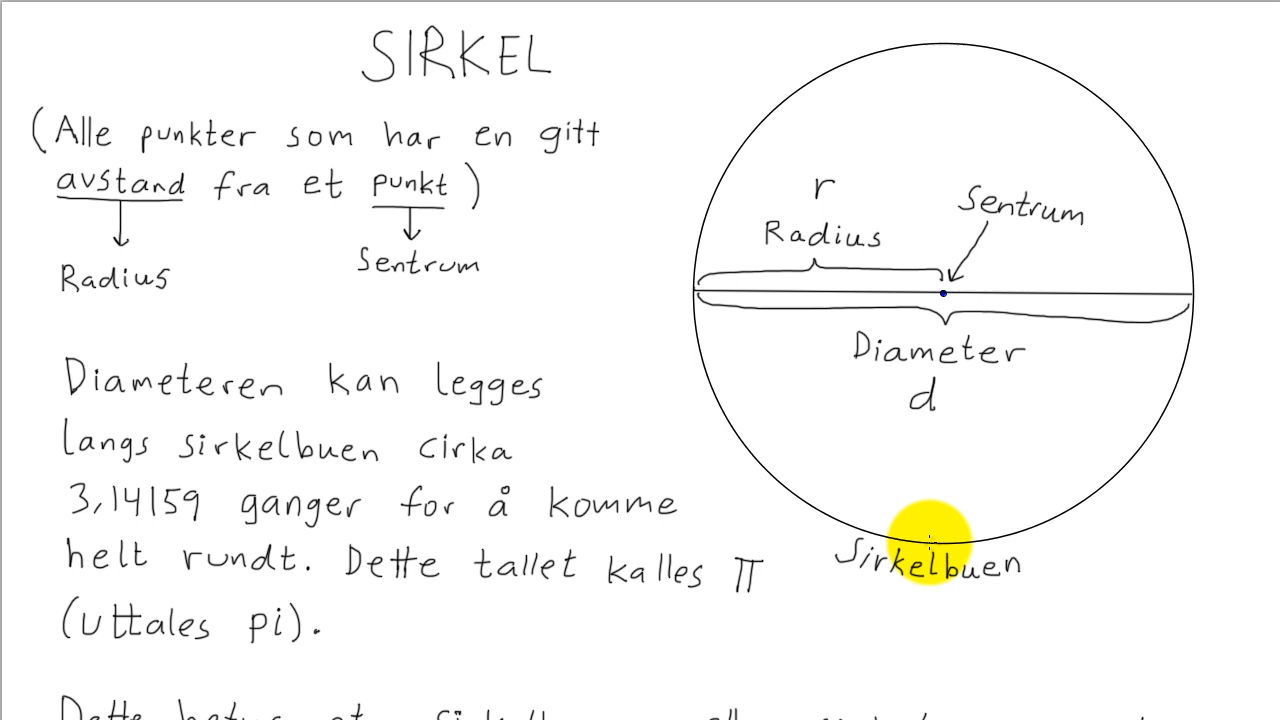 SIRKEL
(Alle punkter som har en gitt
avstand fra et punkt)
Radius
Sentrum
Diameteren kan legges
langs sirkelbuen cirka
3,14159 ganger for å komme
helt rundt. Dette tallet kalles π
(uttales pi).
r
Radius
Sentrum
Diameter
d
Sirkelbuen